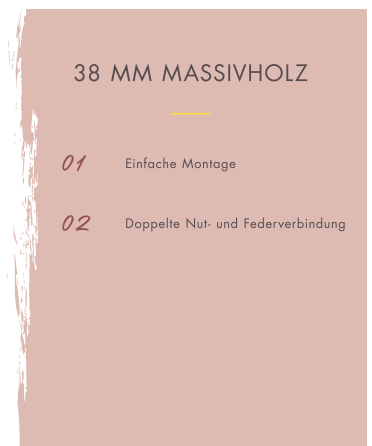 38 MM MASSIVHOLZ
01 Einfache Montage
02 Doppelte Nut- und Federverbindung